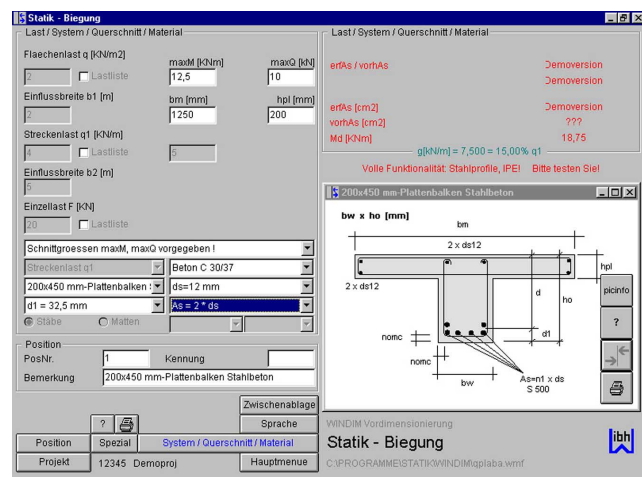 Statik - Biegung
Last / System / Querschnitt / Material
Flaechenlast q [KN/m2]
2 Lastliste
maxM [KNm] maxQ [kN]
12,5 10
Einflussbreite b1 [m]
2
bm [mm] hpl [mm]
1250 200
Streckenlast q1 [KN/m]
4 Lastliste 5
Einflussbreite b2 [m]
5
Einzellast F [KN]
20 Lastliste
Schnittgroessen maxM, maxQ vorgegeben !
Streckenlast q1 Beton C 30/37
200x450 mm-Plattenbalken ds=12 mm
d1 = 32,5 mm As = 2 * ds
Stäbe Matten
Position
PosNr. 1 Kennung
Bemerkung 200x450 mm-Plattenbalken Stahlbeton
Zwischenablage
? Sprache
Position Spezial System / Querschnitt / Material
Projekt 12345 Demoproj Hauptmenue
Last / System / Querschnitt / Material
erfAs / vorhAs Demoversion
Demoversion
erfAs [cm2] Demoversion
vorhAs [cm2] ???
Md [KNm] 18,75
g[kN/m] = 7,500 = 15,00% q1
Volle Funktionalität: Stahlprofile, IPE! Bitte testen Sie!
200x450 mm-Plattenbalken Stahlbeton
bw x ho [mm]
bm
2 x ds12
hpl
2 x ds12
d
ho
d1
nomc
nomc
bw
As=n1 x ds
S 500
picinfo
?
WINDIM Vordimensionierung
Statik - Biegung
ibh
C:\PROGRAMME\STATIK\WINDIM\qplaba.wmf